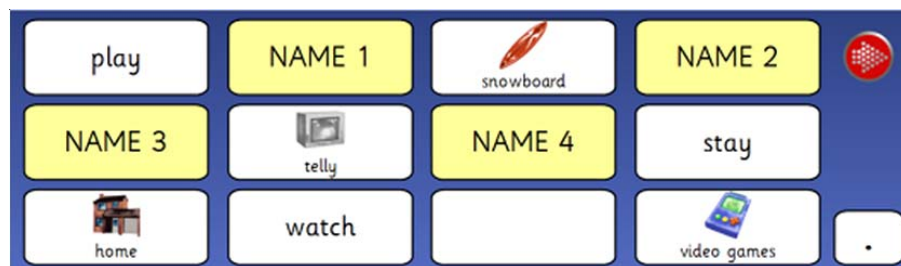 play NAME 1 snowboard NAME 2
NAME 3 telly NAME 4 stay
home watch video games .